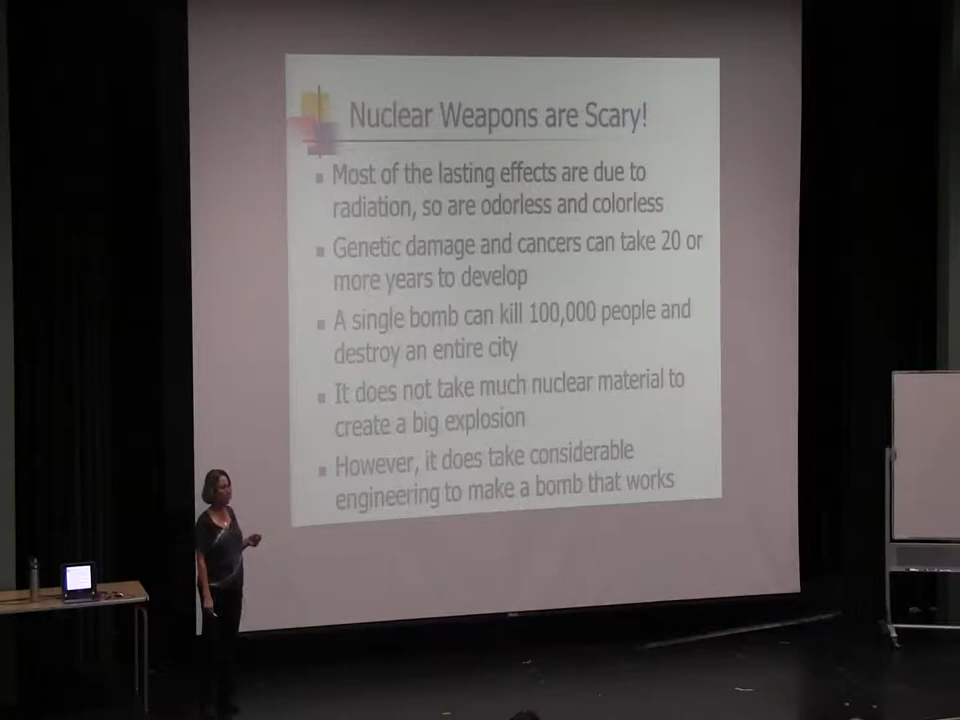 Nuclear Weapons are Scary!
Most of the lasting effects are due to
radiation, so are odorless and colorless
Genetic damage and cancers can take 20 or
more years to develop
A single bomb can kill 100,000 people and
destroy an entire city
It does not take much nuclear material to
create a big explosion
However, it does take considerable
engineering to make a bomb that works